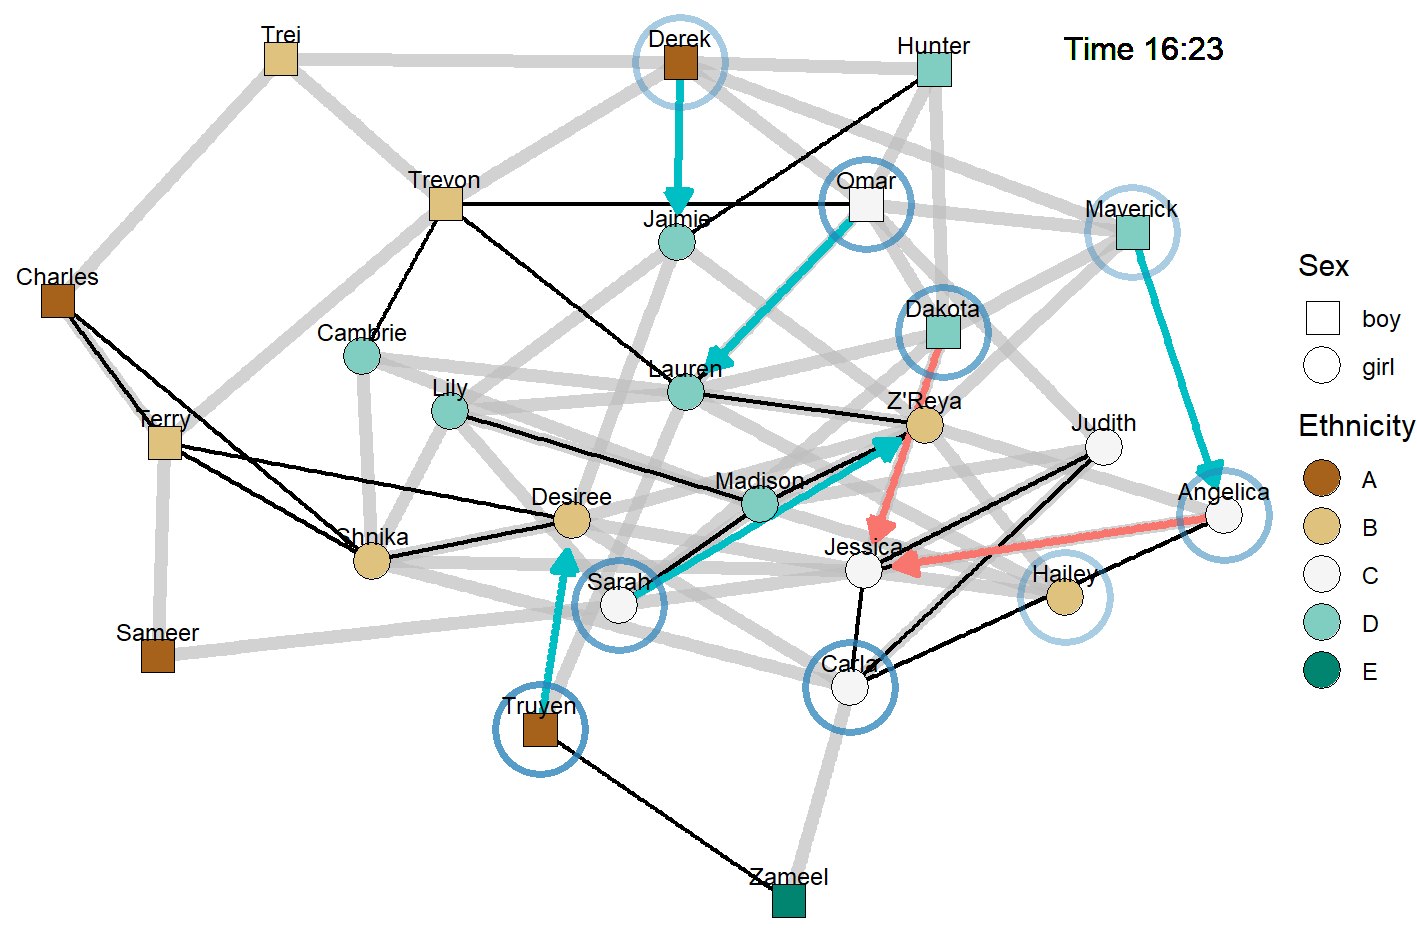 Trei
Derek
Hunter
Time 16:23
Trevon
Omar
Jaimie
Maverick
Charles
Cambrie
Dakota
Lauren
Lily
Z'Reya
Judith
Terry
Madison
Desiree
Angelica
Shnika
Jessica
Sarah
Hailey
Sameer
Carla
Truyen
Zameel
Sex
boy
girl
Ethnicity
A
B
C
D
E